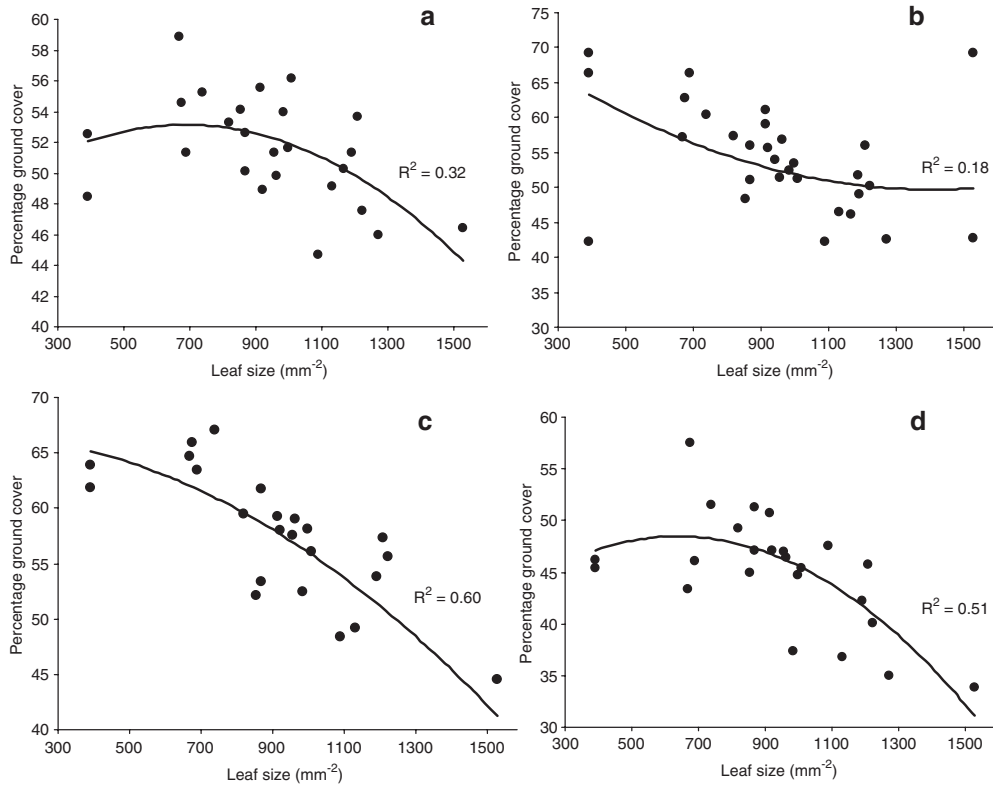 a
60
58
56
54
52
50
48
46
44
42
40
Percentage ground cover
R² = 0.32
300 500 700 900 1100 1300 1500
Leaf size (mm⁻²)
b
75
70
65
60
55
50
45
40
35
30
Percentage ground cover
R² = 0.18
300 500 700 900 1100 1300 1500
Leaf size (mm⁻²)
c
70
65
60
55
50
45
40
Percentage ground cover
R² = 0.60
300 500 700 900 1100 1300 1500
Leaf size (mm⁻²)
d
60
55
50
45
40
35
30
Percentage ground cover
R² = 0.51
300 500 700 900 1100 1300 1500
Leaf size (mm⁻²)